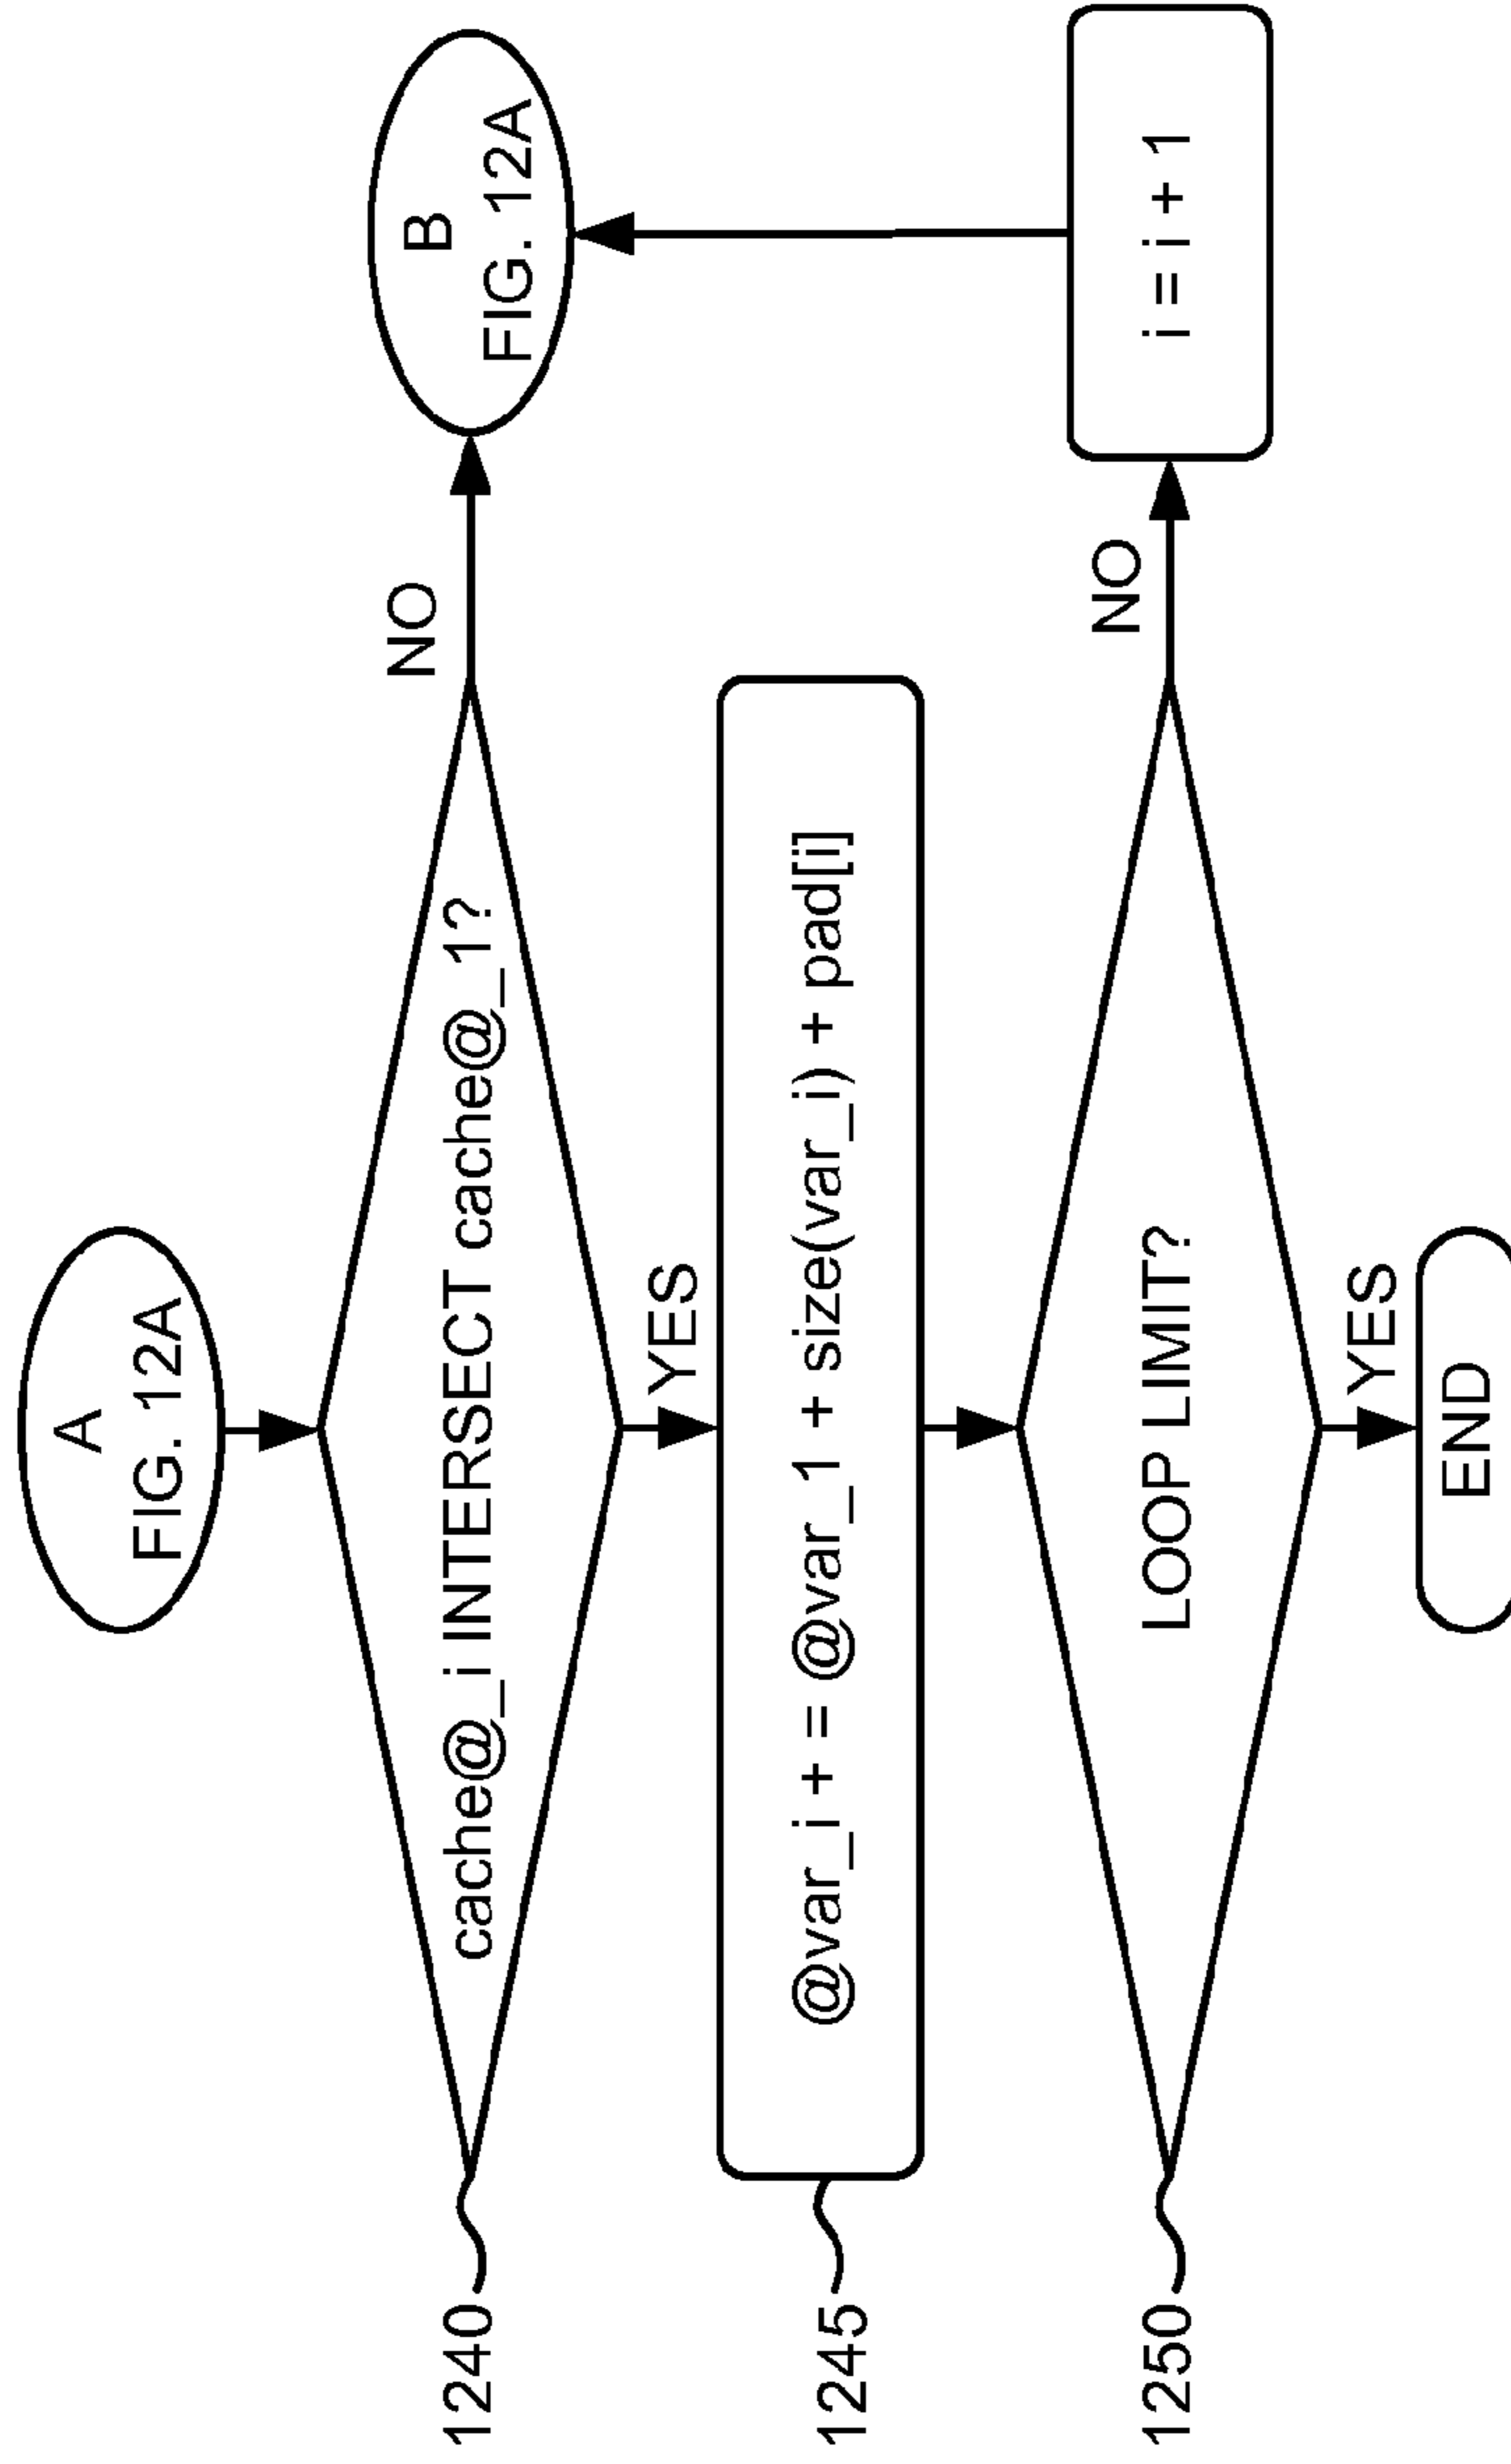 A
FIG. 12A
1240
cache@_i INTERSECT cache@_1?
NO
B
FIG. 12A
YES
1245
@var_i + = @var_1 + size(var_i) + pad[i]
1250
LOOP LIMIT?
NO
i = i + 1
YES
END